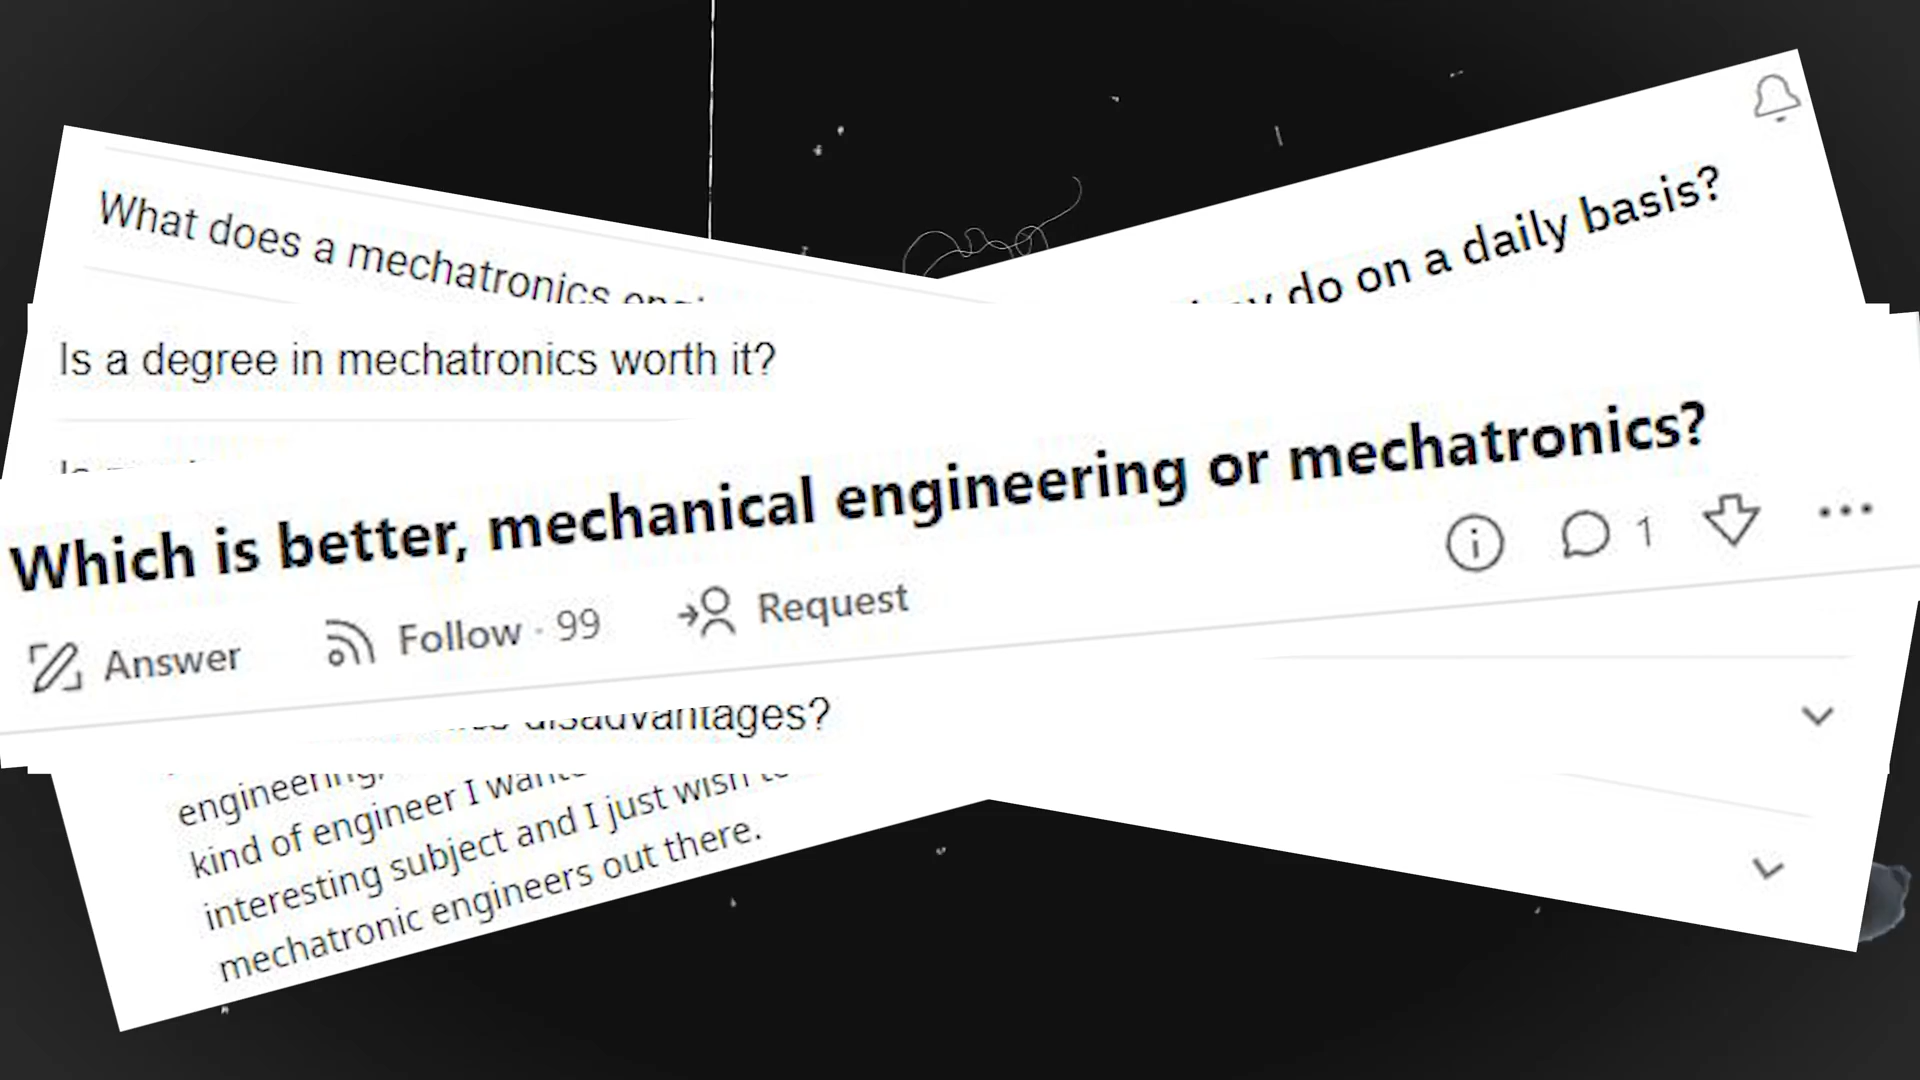 What does a mechatronics
do on a daily basis?
Is a degree in mechatronics worth it?
Which is better, mechanical engineering or mechatronics?
1
Answer
Follow · 99
Request
disadvantages?
engineering,
kind of engineer I
interesting subject and I just wish
mechatronic engineers out there.